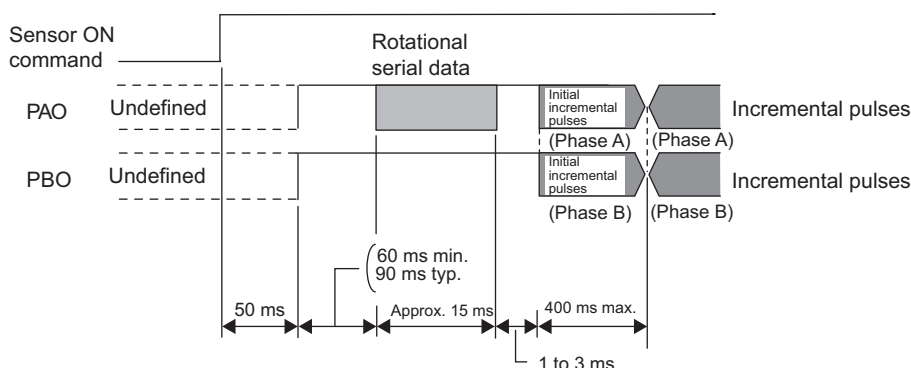 Sensor ON
command
Rotational
serial data
PAO
Undefined
Initial
incremental
pulses
Incremental pulses
(Phase A)
(Phase A)
PBO
Undefined
Initial
incremental
pulses
Incremental pulses
(Phase B)
(Phase B)
60 ms min.
90 ms typ.
50 ms
Approx. 15 ms
400 ms max.
1 to 3 ms